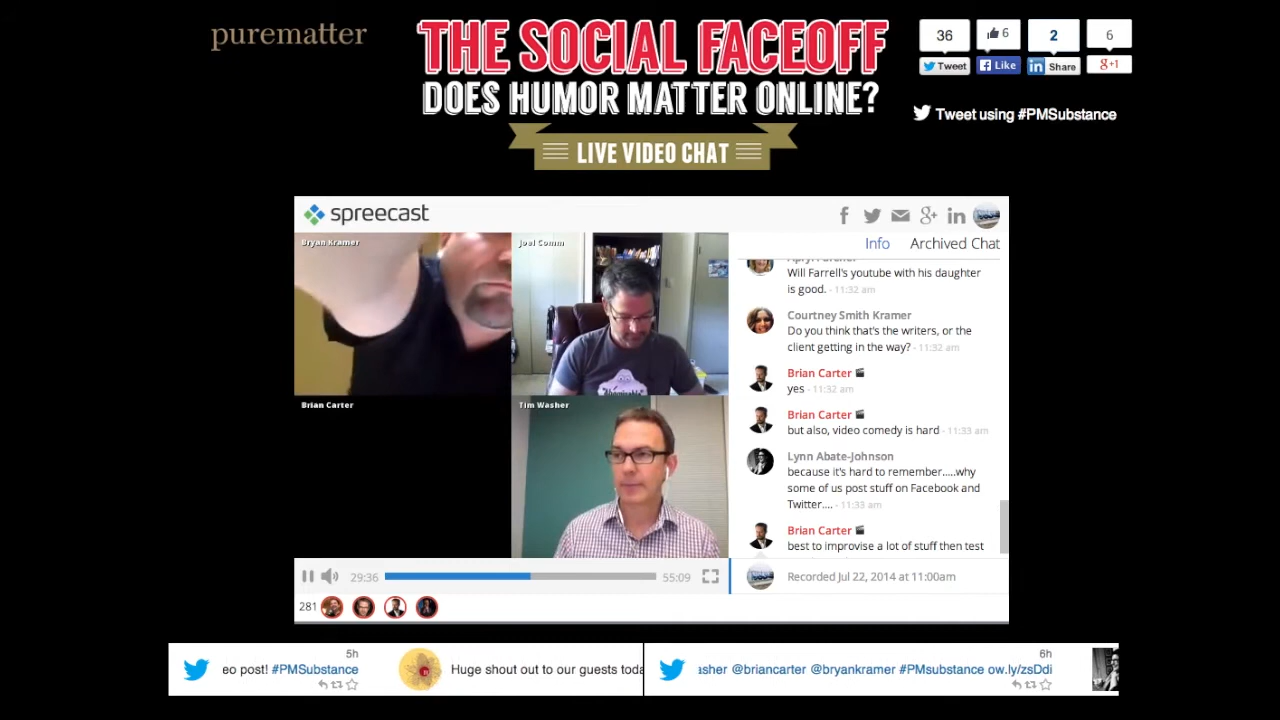 purematter
THE SOCIAL FACEOFF
DOES HUMOR MATTER ONLINE?
LIVE VIDEO CHAT
36
6
2
6
Tweet
Like
Share
g+1
Tweet using #PMSubstance
spreecast
Info
Archived Chat
Bryan Kramer
Joel Comm
Brian Carter
Tim Washer
Will Farrell's youtube with his daughter
is good. - 11:32 am
Courtney Smith Kramer
Do you think that's the writers, or the
client getting in the way? - 11:32 am
Brian Carter
yes - 11:32 am
Brian Carter
but also, video comedy is hard - 11:33 am
Lynn Abate-Johnson
because it's hard to remember.....why
some of us post stuff on Facebook and
Twitter.... - 11:33 am
Brian Carter
best to improvise a lot of stuff then test
29:36
55:09
Recorded Jul 22, 2014 at 11:00am
281
5h
eo post! #PMSubstance
Huge shout out to our guests toda
6h
asher @briancarter @bryankramer #PMsubstance ow.ly/zsDdi